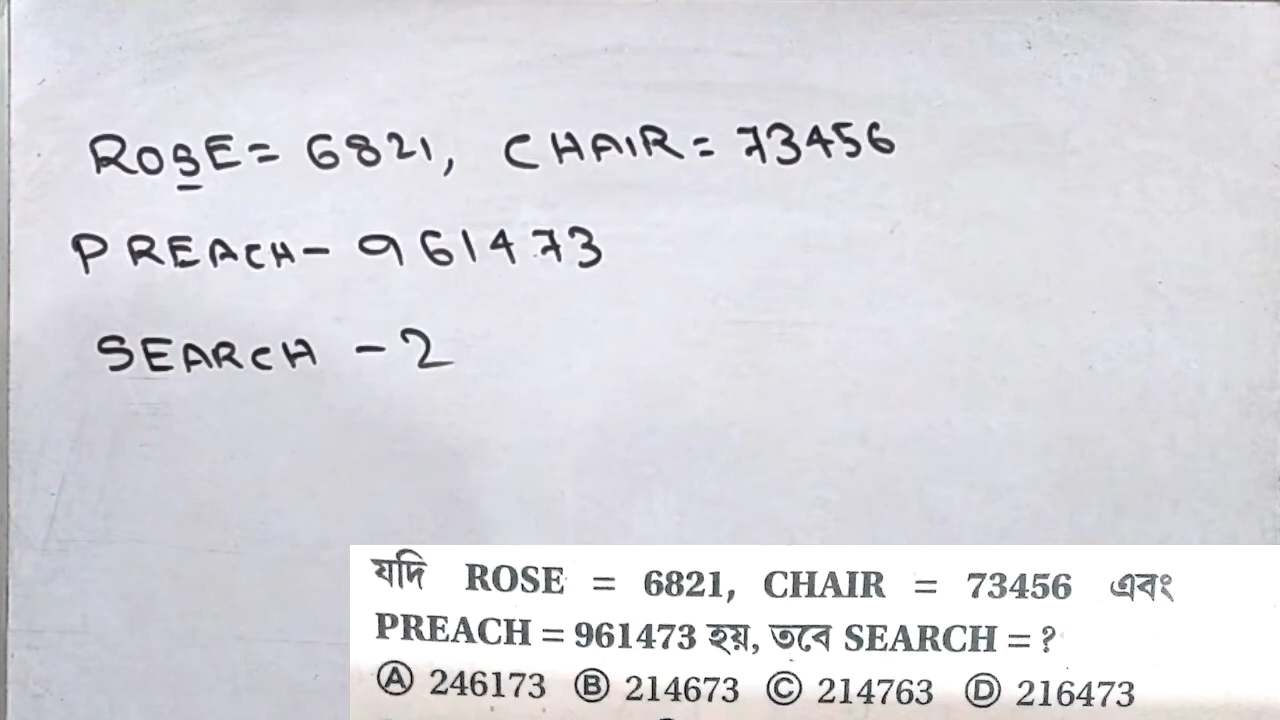 ROSE = 6821, CHAIR = 73456
PREACH - 961473
SEARCH - 2
যদি ROSE = 6821, CHAIR = 73456 এবং
PREACH = 961473 হয়, তবে SEARCH = ?
Ⓐ 246173 Ⓑ 214673 Ⓒ 214763 Ⓓ 216473